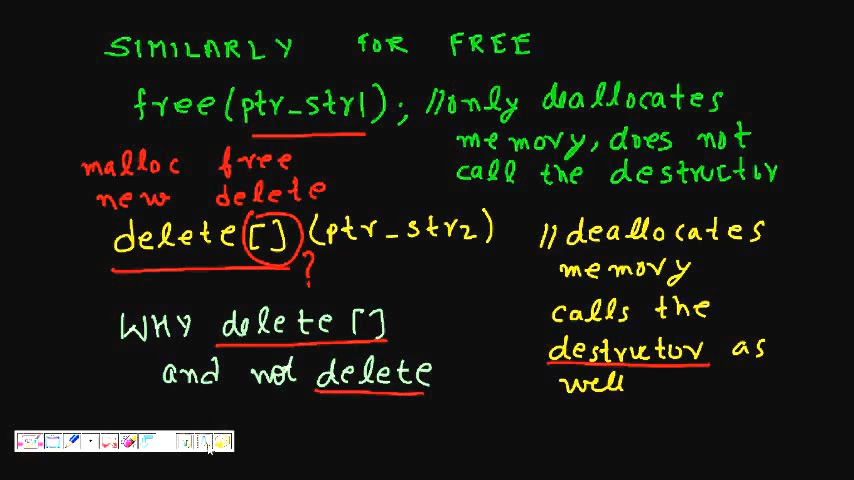 SIMILARLY FOR FREE
free(ptr_str1); //only deallocates
memory, does not
call the destructor
malloc free
new delete
delete[] (ptr_str2)
?
//deallocates
memory
calls the
destructor as
well
WHY delete[]
and not delete